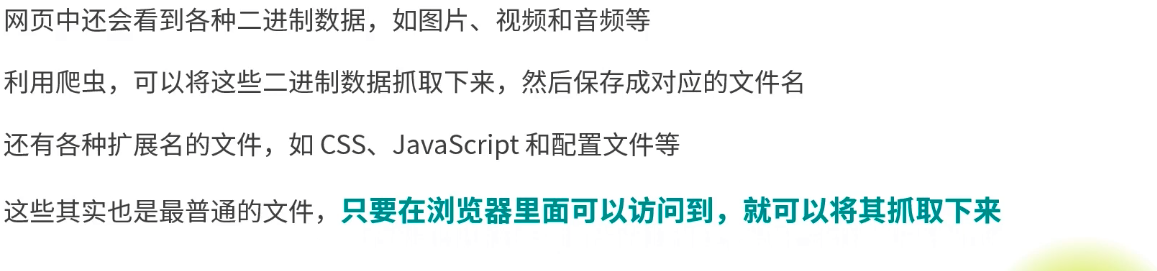 网页中还会看到各种二进制数据，如图片、视频和音频等
利用爬虫，可以将这些二进制数据抓取下来，然后保存成对应的文件名
还有各种扩展名的文件，如 CSS、JavaScript 和配置文件等
这些其实也是最普通的文件，只要在浏览器里面可以访问到，就可以将其抓取下来